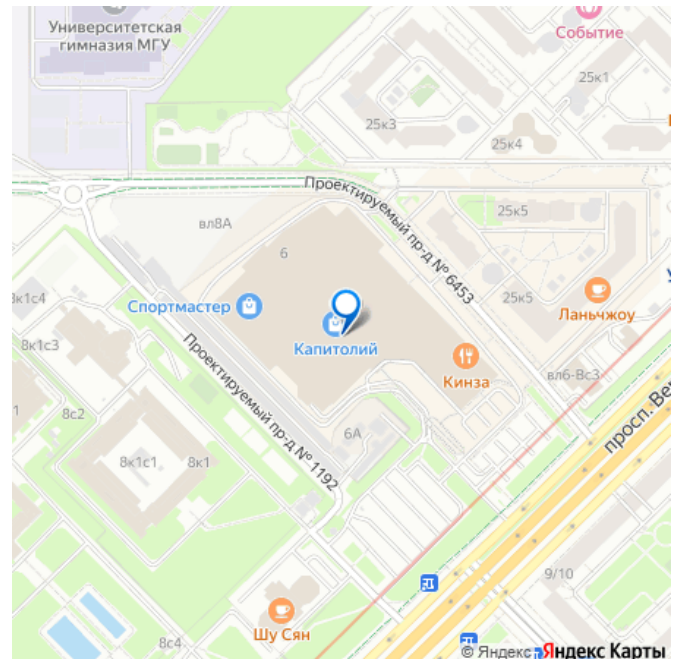 Университетская
гимназия МГУ
Событие
25к1
25к3
25к4
Проектируемый пр-д № 6453
вл8А
25к5
6
25к5
Ланьчжоу
Спортмастер
Капитолий
Кинза
8к1с4
8к1с3
вл6-Вс3
8с2
6А
8к1с1
8к1
Проектируемый пр-д № 1192
просп. Вер
9/10
Шу Сян
8с4
© Яндекс
Яндекс Карты